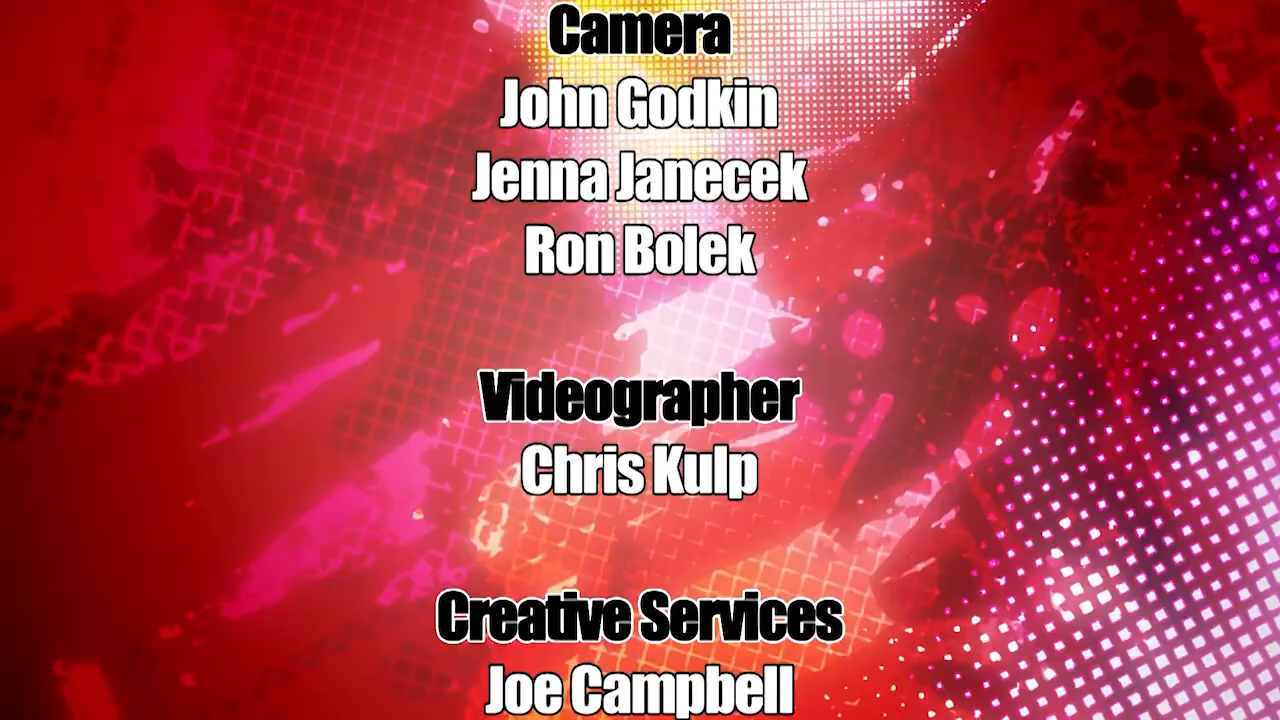 Camera
John Godkin
Jenna Janecek
Ron Bolek
Videographer
Chris Kulp
Creative Services
Joe Campbell